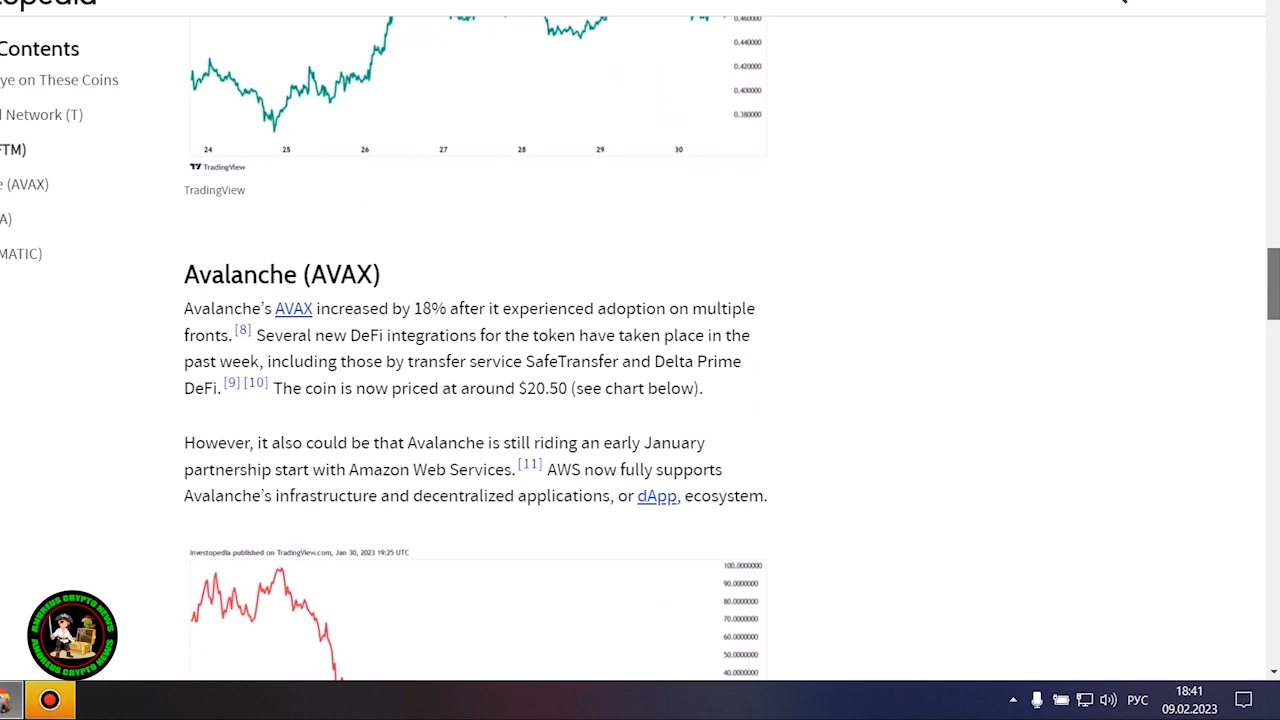 opedia
Contents
ye on These Coins
l Network (T)
FTM)
e (AVAX)
A)
MATIC)
0.460000
0.440000
0.420000
0.400000
0.380000
24 25 26 27 28 29 30
TradingView
TradingView
Avalanche (AVAX)
Avalanche's AVAX increased by 18% after it experienced adoption on multiple
fronts. [8] Several new DeFi integrations for the token have taken place in the
past week, including those by transfer service SafeTransfer and Delta Prime
DeFi. [9] [10] The coin is now priced at around $20.50 (see chart below).
However, it also could be that Avalanche is still riding an early January
partnership start with Amazon Web Services. [11] AWS now fully supports
Avalanche's infrastructure and decentralized applications, or dApp, ecosystem.
Investopedia published on TradingView.com, Jan 30, 2023 19:25 UTC
100.0000000
90.0000000
80.0000000
70.0000000
60.0000000
50.0000000
40.0000000
ANDREUS CRYPTO NEWS
ANDREUS CRYPTO NEWS
РУС
18:41
09.02.2023